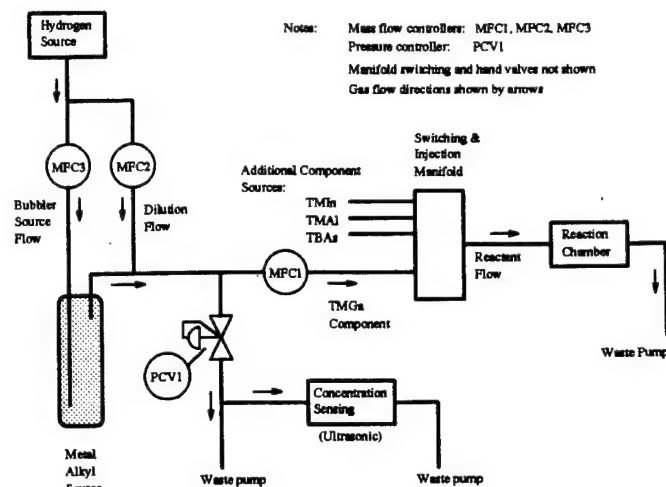 Hydrogen
Source
Notes: Mass flow controllers: MFC1, MFC2, MFC3
Pressure controller: PCV1
Manifold switching and hand valves not shown
Gas flow directions shown by arrows
MFC3
MFC2
Bubbler
Source
Flow
Dilution
Flow
Additional Component
Sources:
TMIn
TMAl
TBAs
Switching &
Injection
Manifold
MFC1
TMGa
Component
Reactant
Flow
Reaction
Chamber
Waste Pump
PCV1
Concentration
Sensing
(Ultrasonic)
Waste pump
Waste pump
Metal
Alkyl